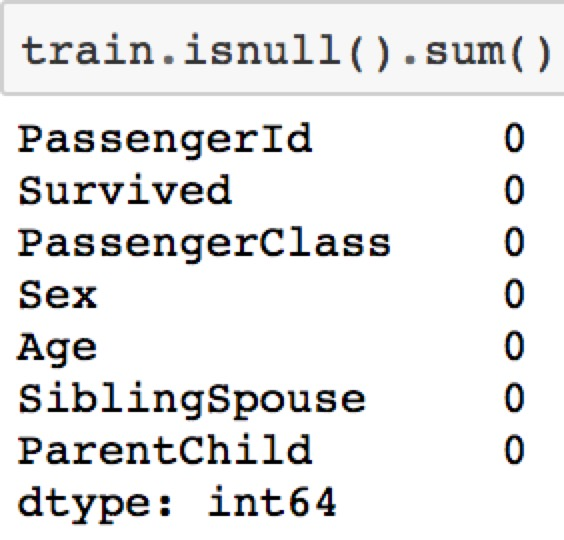 train.isnull().sum()
PassengerId 0
Survived 0
PassengerClass 0
Sex 0
Age 0
SiblingSpouse 0
ParentChild 0
dtype: int64